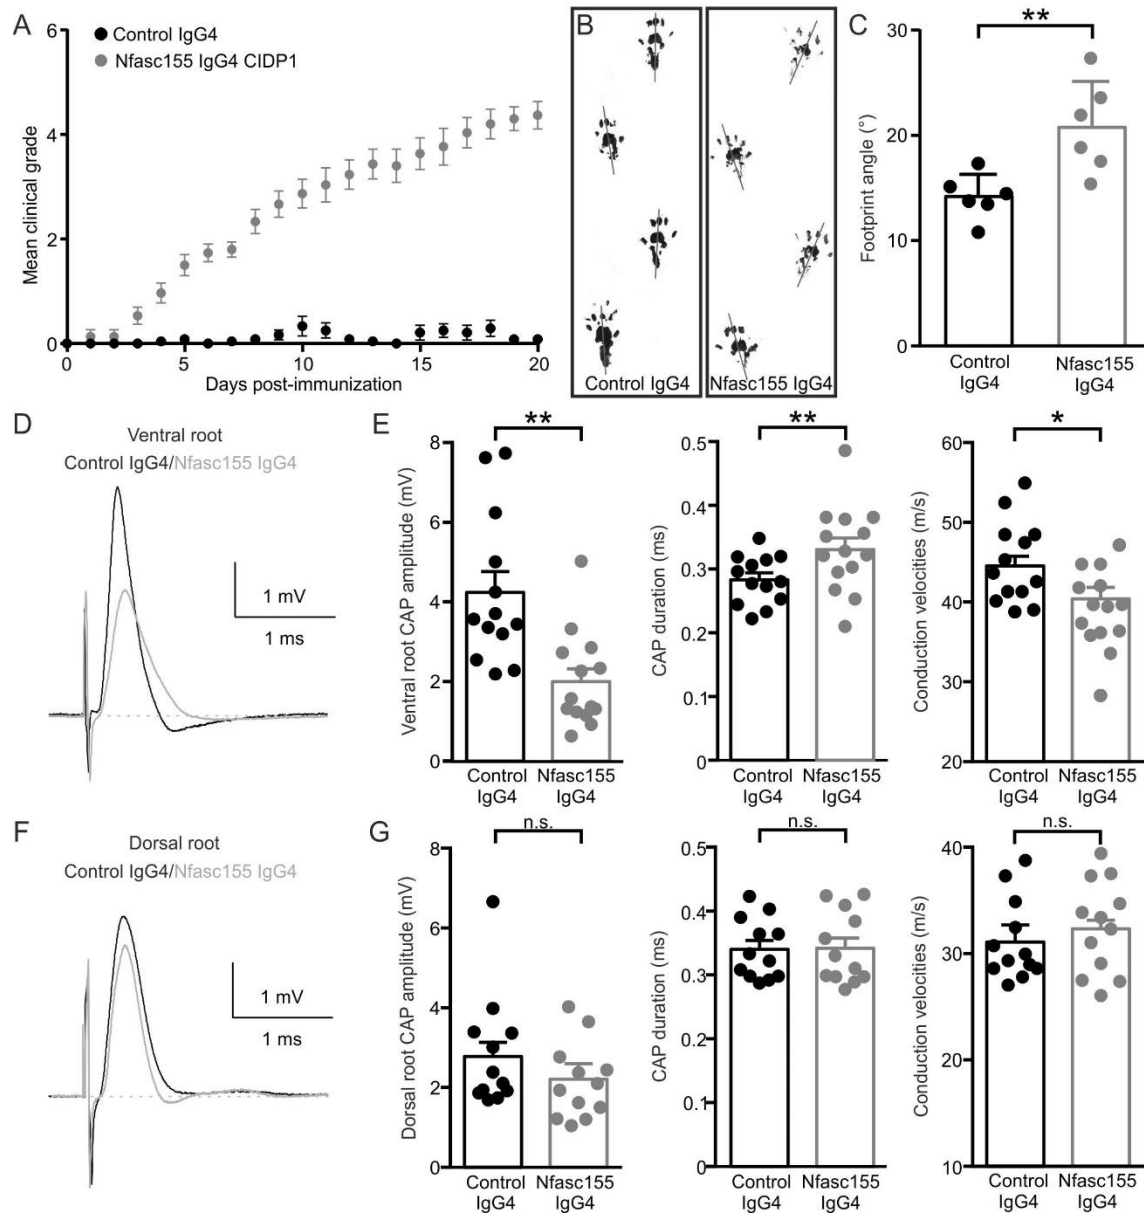 A
6
4
2
0
Mean clinical grade
Control IgG4
Nfasc155 IgG4 CIDP1
0
5
10
15
20
Days post-immunization
B
Control IgG4
Nfasc155 IgG4
C
**
30
20
10
0
Footprint angle (°)
Control
IgG4
Nfasc155
IgG4
D
Ventral root
Control IgG4/Nfasc155 IgG4
1 mV
1 ms
E
**
8
6
4
2
0
Ventral root CAP amplitude (mV)
Control
IgG4
Nfasc155
IgG4
**
0.5
0.4
0.3
0.2
0.1
0
CAP duration (ms)
Control
IgG4
Nfasc155
IgG4
*
60
50
40
30
20
Conduction velocities (m/s)
Control
IgG4
Nfasc155
IgG4
F
Dorsal root
Control IgG4/Nfasc155 IgG4
1 mV
1 ms
G
n.s.
8
6
4
2
0
Dorsal root CAP amplitude (mV)
Control
IgG4
Nfasc155
IgG4
n.s.
0.5
0.4
0.3
0.2
0.1
0
CAP duration (ms)
Control
IgG4
Nfasc155
IgG4
n.s.
40
30
20
10
Conduction velocities (m/s)
Control
IgG4
Nfasc155
IgG4